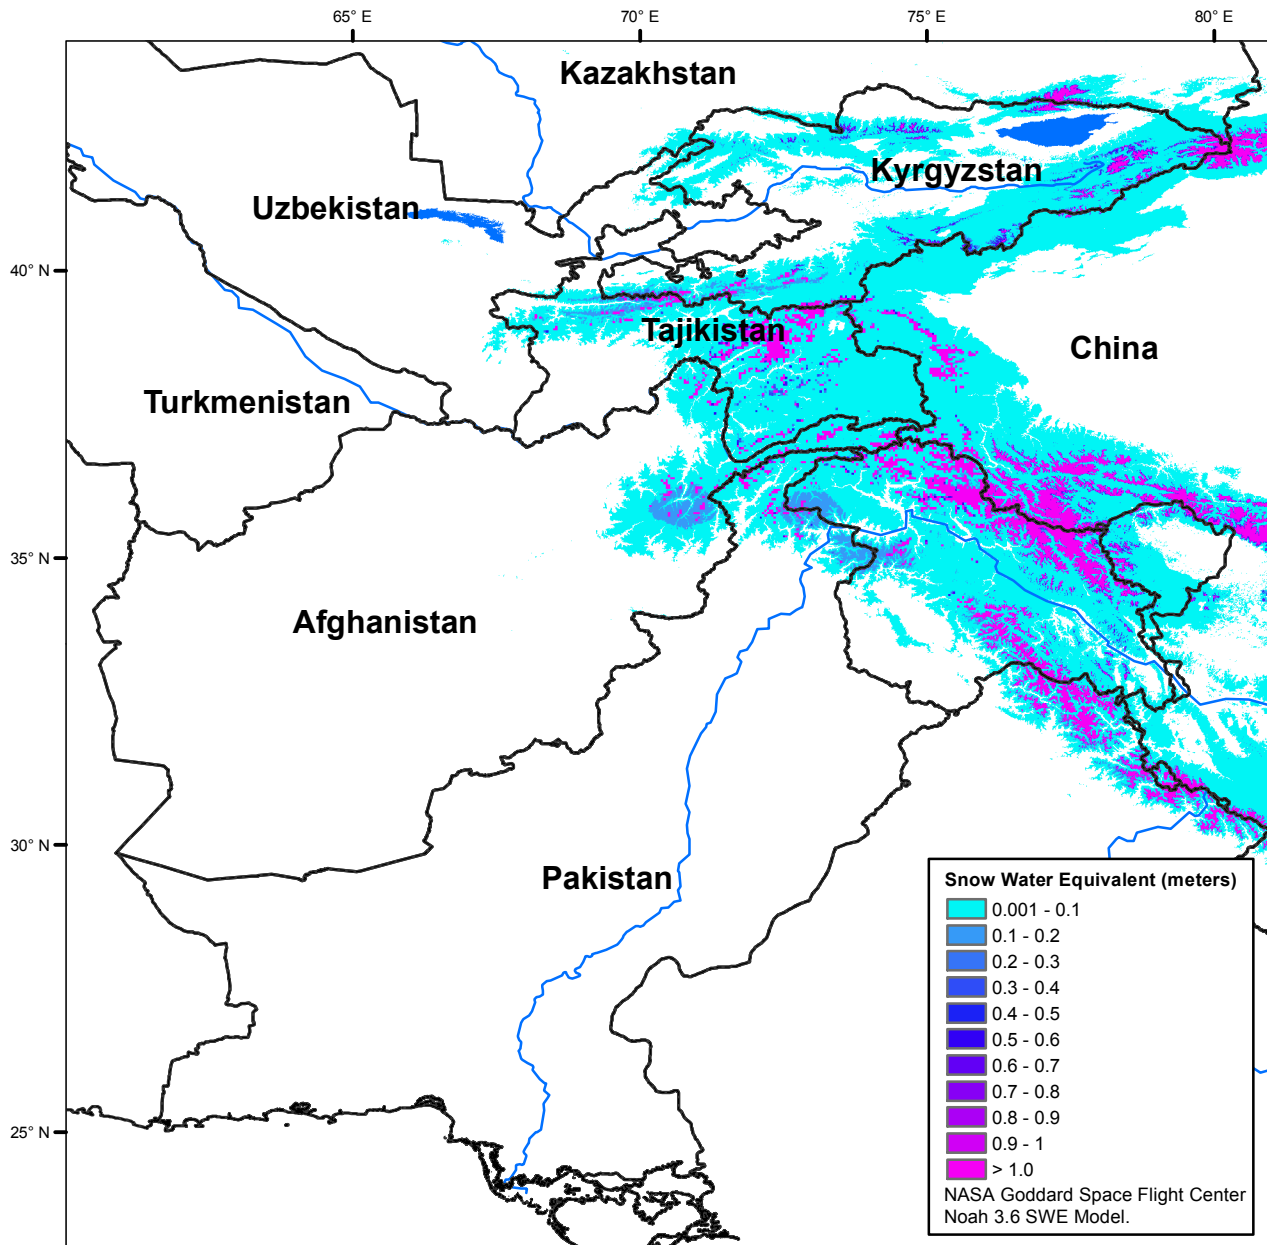 65° E
70° E
75° E
80° E
Kazakhstan
Kyrgyzstan
Uzbekistan
40° N
Tajikistan
China
Turkmenistan
35° N
Afghanistan
30° N
Pakistan
25° N
Snow Water Equivalent (meters)
0.001 - 0.1
0.1 - 0.2
0.2 - 0.3
0.3 - 0.4
0.4 - 0.5
0.5 - 0.6
0.6 - 0.7
0.7 - 0.8
0.8 - 0.9
0.9 - 1
> 1.0
NASA Goddard Space Flight Center
Noah 3.6 SWE Model.